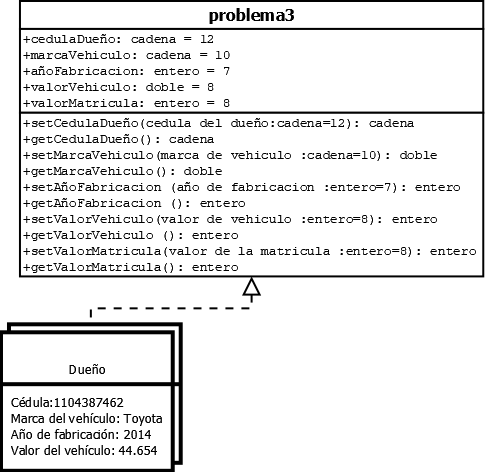 problema3
+cedulaDueño: cadena = 12
+marcaVehiculo: cadena = 10
+añoFabricacion: entero = 7
+valorVehiculo: doble = 8
+valorMatricula: entero = 8
+setCedulaDueño(cedula del dueño:cadena=12): cadena
+getCedulaDueño(): cadena
+setMarcaVehiculo(marca de vehiculo :cadena=10): doble
+getMarcaVehiculo(): doble
+setAñoFabricacion (año de fabricacion :entero=7): entero
+getAñoFabricacion (): entero
+setValorVehiculo(valor de vehiculo :entero=8): entero
+getValorVehiculo (): entero
+setValorMatricula(valor de la matricula :entero=8): entero
+getValorMatricula(): entero
Dueño
Cédula:1104387462
Marca del vehículo: Toyota
Año de fabricación: 2014
Valor del vehículo: 44.654